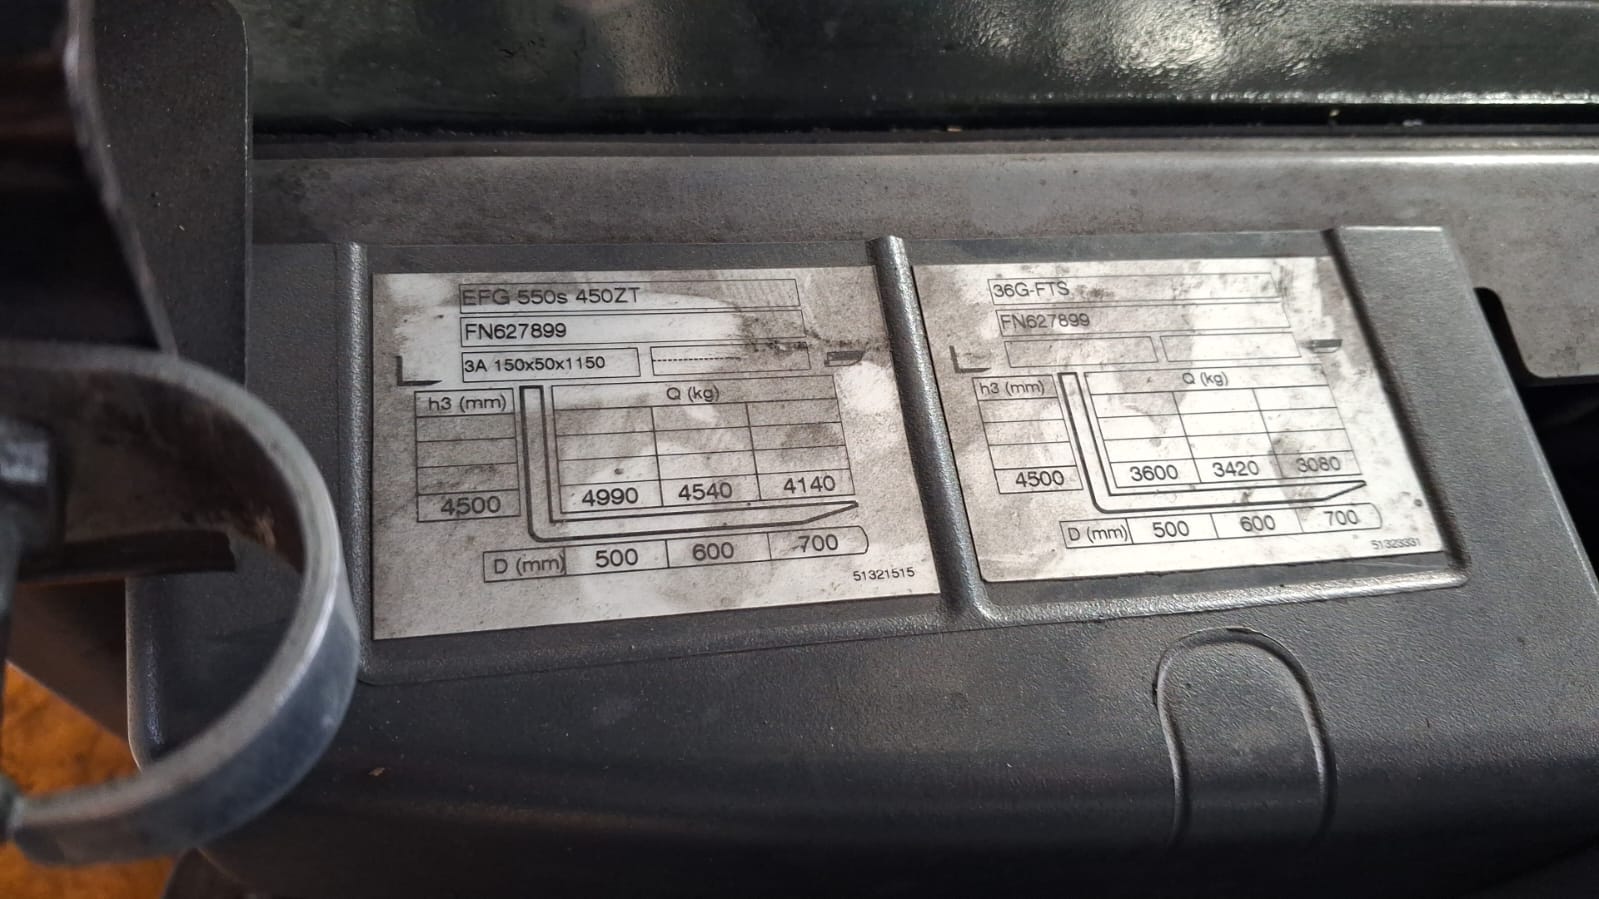 EFG 550s 450ZT
FN627899
3A 150x50x1150
h3 (mm) Q (kg)
4500 4990 4540 4140
D (mm) 500 600 700
51321515
36G-FTS
FN627899
h3 (mm) Q (kg)
4500 3600 3420 3080
D (mm) 500 600 700
51323331